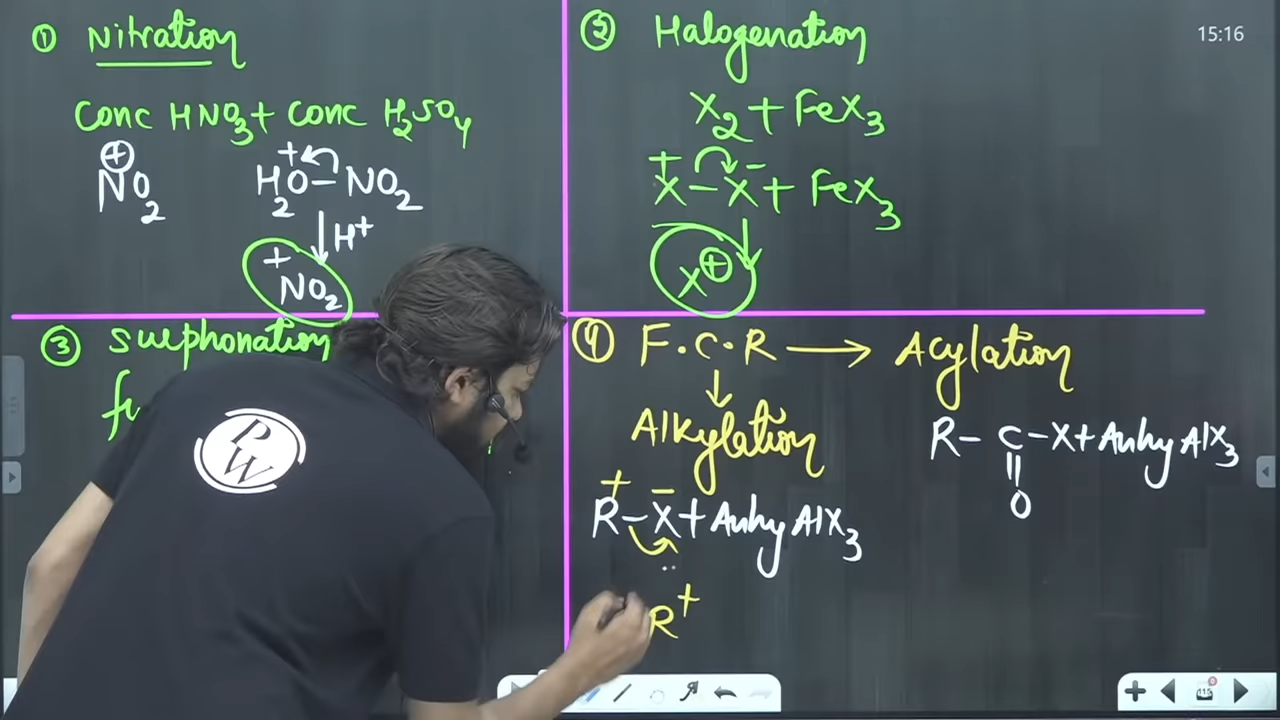 ① Nitration
Conc HNO3 + Conc H2SO4
⊕
NO2
+
H2O–NO2
↓ H+
+
NO2
② Halogenation
X2 + FeX3
+ −
X–X + FeX3
↓
X⊕
15:16
③ Sulphonation
④ F.C.R → Acylation
↓
Alkylation
+ −
R–X + Anhy AlX3
R+
R–C–X + Anhy AlX3
||
O
P
W